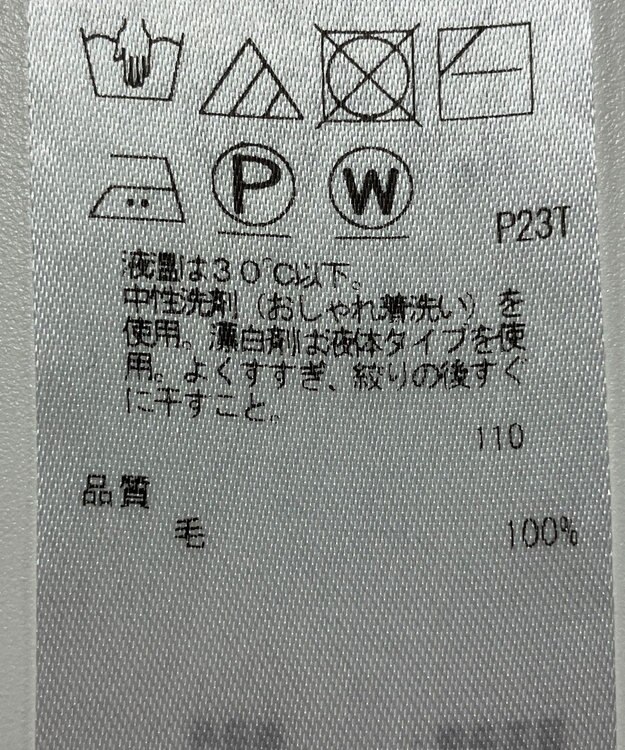 P
W
P23T
液温は30℃以下。
中性洗剤(おしゃれ着洗い)を
使用。漂白剤は液体タイプを使
用。よくすすぎ、絞りの後すぐ
に干すこと。
110
品質
毛 100%